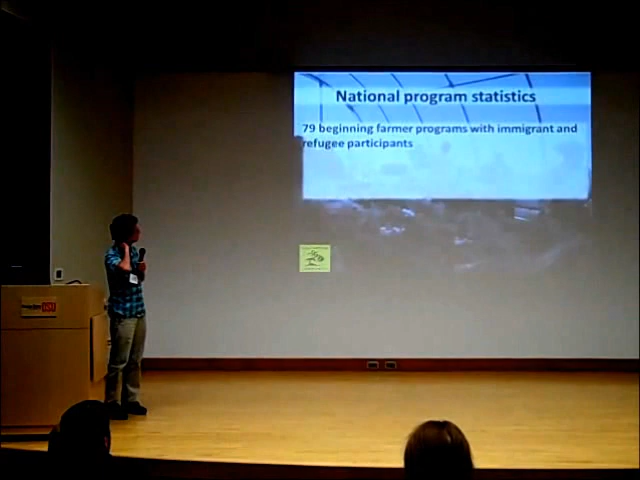 National program statistics
79 beginning farmer programs with immigrant and
refugee participants